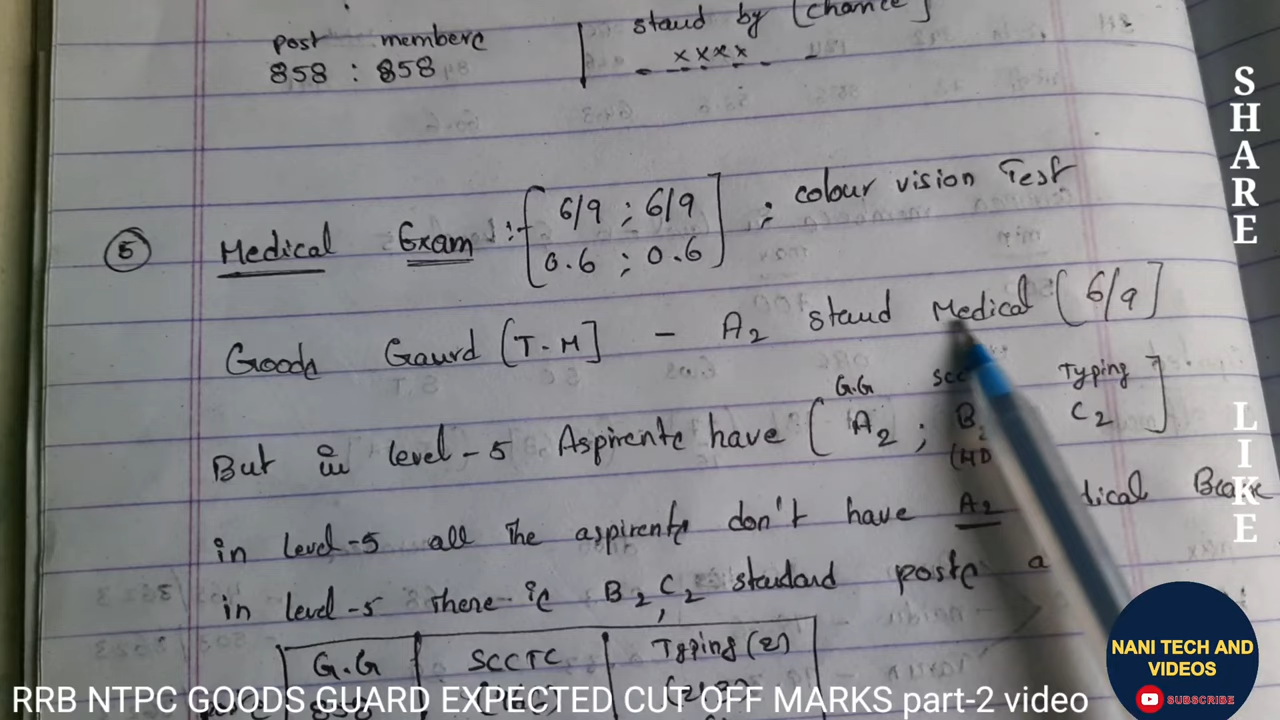 stand by [chance]
post members
858 : 858
xxxx
⑤ Medical Exam :- [6/9 ; 6/9
0.6 ; 0.6] ; colour vision Test
Goods Gaurd [T-M] - A2 stand Medical [6/9]
G.G Typing
But in level-5 Aspirents have [A2 ; B2 C2]
in level-5 all the aspirents don't have A2
in level-5 There is B2, C2 standard posts a
G.G SCCTC Typing (2)
858
SHARE
LIKE
NANI TECH AND
VIDEOS
SUBSCRIBE
RRB NTPC GOODS GUARD EXPECTED CUT OFF MARKS part-2 video